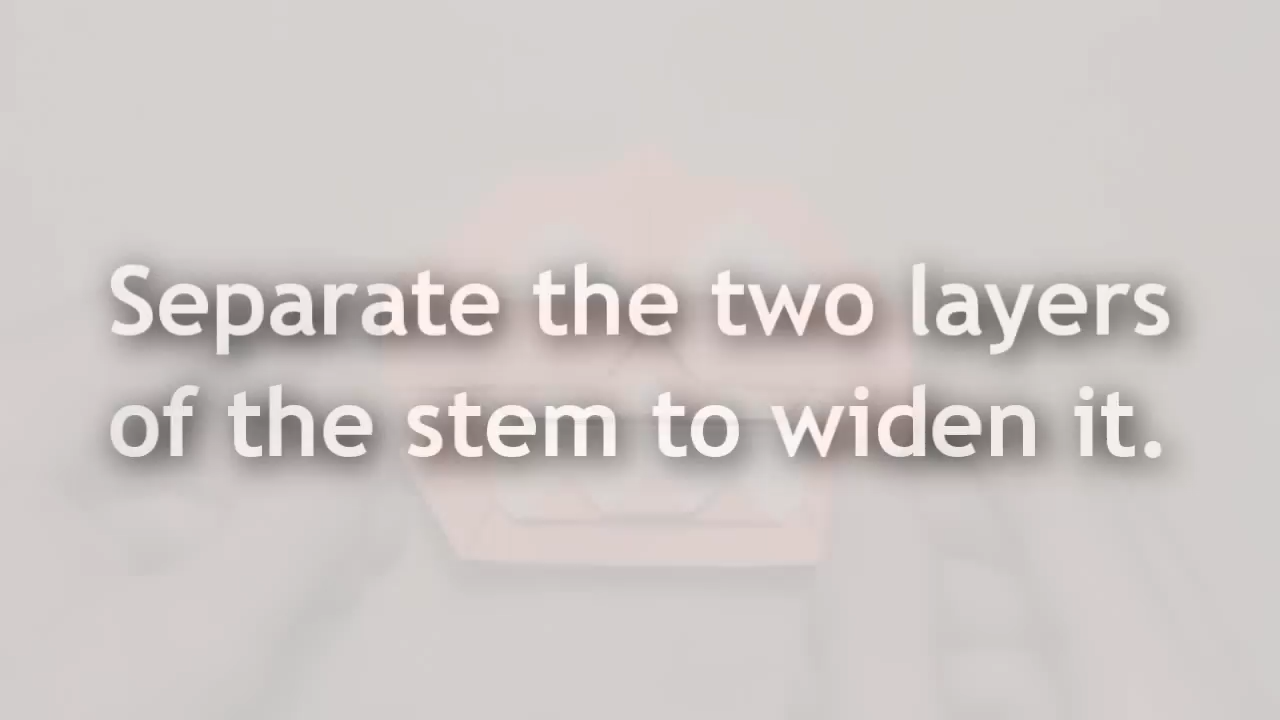 Separate the two layers
of the stem to widen it.